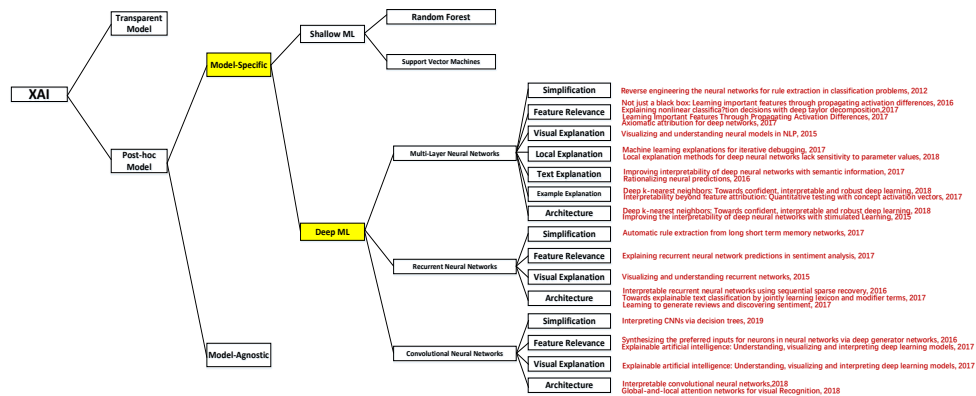 XAI
Transparent
Model
Post-hoc
Model
Model-Specific
Model-Agnostic
Shallow ML
Deep ML
Random Forest
Support Vector Machines
Multi-Layer Neural Networks
Simplification
Reverse engineering the neural networks for rule extraction in classification problems, 2012
Feature Relevance
Not just a black box: Learning important features through propagating activation differences, 2016
Explaining nonlinear classifica?tion decisions with deep taylor decomposition,2017
Learning Important Features Through Propagating Activation Differences,2017
Axiomatic attribution for deep networks, 2017
Visual Explanation
Visualizing and understanding neural models in NLP, 2015
Local Explanation
Machine learning explanations for iterative debugging, 2017
Local explanation methods for deep neural networks lack sensitivity to parameter values, 2018
Text Explanation
Improving interpretability of deep neural networks with semantic information, 2017
Rationalizing neural predictions, 2016
Example Explanation
Deep k-nearest neighbors: Towards confident, interpretable and robust deep learning, 2018
Interpretability beyond feature attribution: Quantitative testing with concept activation vectors, 2017
Architecture
Deep k-nearest neighbors: Towards confident, interpretable and robust deep learning, 2018
Improving the interpretability of deep neural networks with stimulated Learning, 2015
Recurrent Neural Networks
Simplification
Automatic rule extraction from long short term memory networks, 2017
Feature Relevance
Explaining recurrent neural network predictions in sentiment analysis, 2017
Visual Explanation
Visualizing and understanding recurrent networks, 2015
Architecture
Interpretable recurrent neural networks using sequential sparse recovery, 2016
Towards explainable text classification by jointly learning lexicon and modifier terms, 2017
Learning to generate reviews and discovering sentiment, 2017
Convolutional Neural Networks
Simplification
Interpreting CNNs via decision trees, 2019
Feature Relevance
Synthesizing the preferred inputs for neurons in neural networks via deep generator networks, 2016
Explainable artificial intelligence: Understanding, visualizing and interpreting deep learning models, 2017
Visual Explanation
Explainable artificial intelligence: Understanding, visualizing and interpreting deep learning models, 2017
Architecture
Interpretable convolutional neural networks,2018
Global-and-local attention networks for visual Recognition, 2018